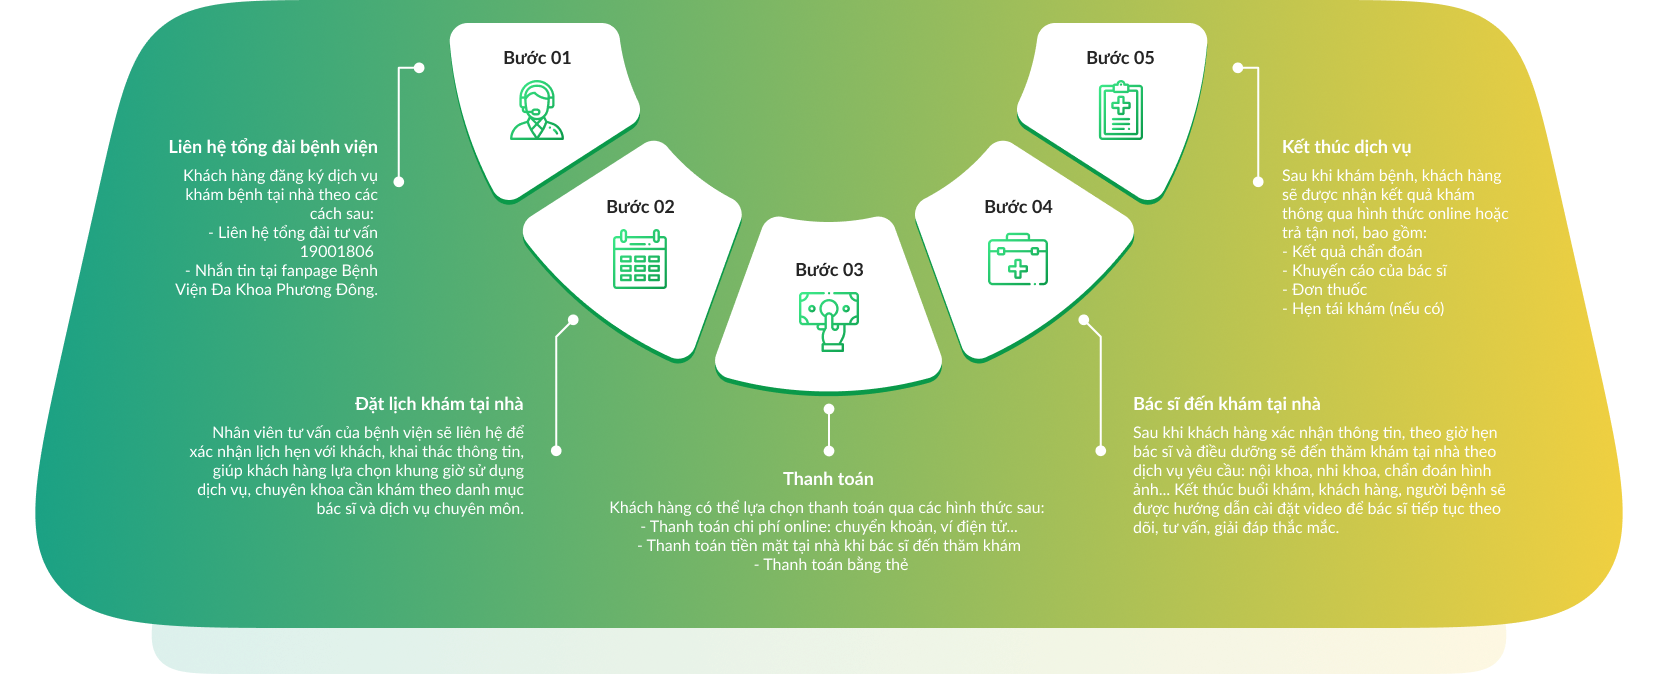 Bước 01
Liên hệ tổng đài bệnh viện
Khách hàng đăng ký dịch vụ
khám bệnh tại nhà theo các
cách sau:
- Liên hệ tổng đài tư vấn
19001806
- Nhắn tin tại fanpage Bệnh
Viện Đa Khoa Phương Đông.
Bước 02
Đặt lịch khám tại nhà
Nhân viên tư vấn của bệnh viện sẽ liên hệ để
xác nhận lịch hẹn với khách, khai thác thông tin,
giúp khách hàng lựa chọn khung giờ sử dụng
dịch vụ, chuyên khoa cần khám theo danh mục
bác sĩ và dịch vụ chuyên môn.
Bước 03
Thanh toán
Khách hàng có thể lựa chọn thanh toán qua các hình thức sau:
- Thanh toán chi phí online: chuyển khoản, ví điện tử...
- Thanh toán tiền mặt tại nhà khi bác sĩ đến thăm khám
- Thanh toán bằng thẻ
Bước 04
Bác sĩ đến khám tại nhà
Sau khi khách hàng xác nhận thông tin, theo giờ hẹn
bác sĩ và điều dưỡng sẽ đến thăm khám tại nhà theo
dịch vụ yêu cầu: nội khoa, nhi khoa, chẩn đoán hình
ảnh... Kết thúc buổi khám, khách hàng, người bệnh sẽ
được hướng dẫn cài đặt video để bác sĩ tiếp tục theo
dõi, tư vấn, giải đáp thắc mắc.
Bước 05
Kết thúc dịch vụ
Sau khi khám bệnh, khách hàng
sẽ được nhận kết quả khám
thông qua hình thức online hoặc
trả tận nơi, bao gồm:
- Kết quả chẩn đoán
- Khuyến cáo của bác sĩ
- Đơn thuốc
- Hẹn tái khám (nếu có)